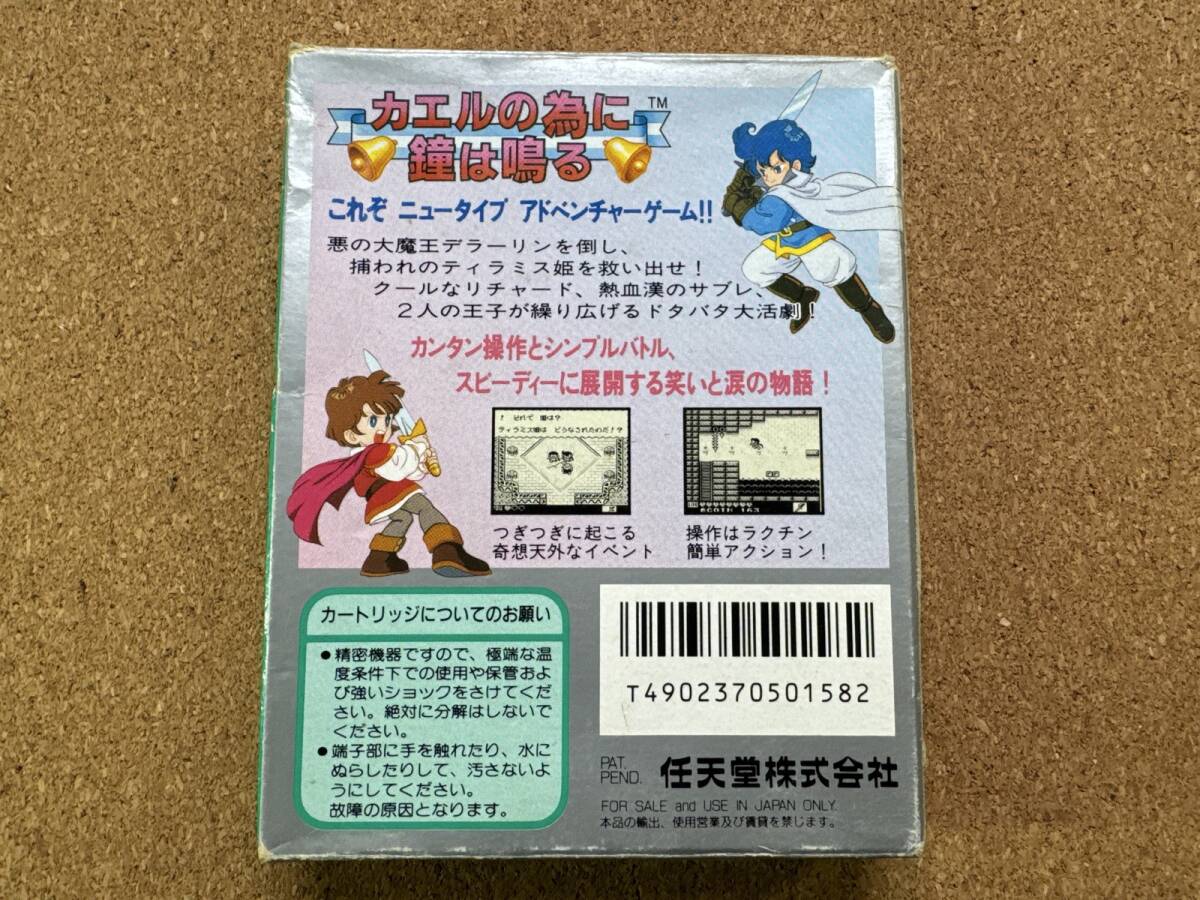 カエルの為に
鐘は鳴る
TM
これぞ ニュータイプ アドベンチャーゲーム!!
悪の大魔王デラーリンを倒し、
捕われのティラミス姫を救い出せ！
クールなリチャード、熱血漢のサブレ、
２人の王子が繰り広げるドタバタ大活劇！
カンタン操作とシンプルバトル、
スピーディーに展開する笑いと涙の物語！
ティラミス姫は どうなされたのだ！？
つぎつぎに起こる
奇想天外なイベント
操作はラクチン
簡単アクション！
カートリッジについてのお願い
●精密機器ですので、極端な温
度条件下での使用や保管およ
び強いショックをさけてくだ
さい。絶対に分解はしないで
ください。
●端子部に手を触れたり、水に
ぬらしたりして、汚さないよ
うにしてください。
故障の原因となります。
T4902370501582
PAT.
PEND.
任天堂株式会社
FOR SALE and USE IN JAPAN ONLY.
本品の輸出、使用営業及び賃貸を禁じます。